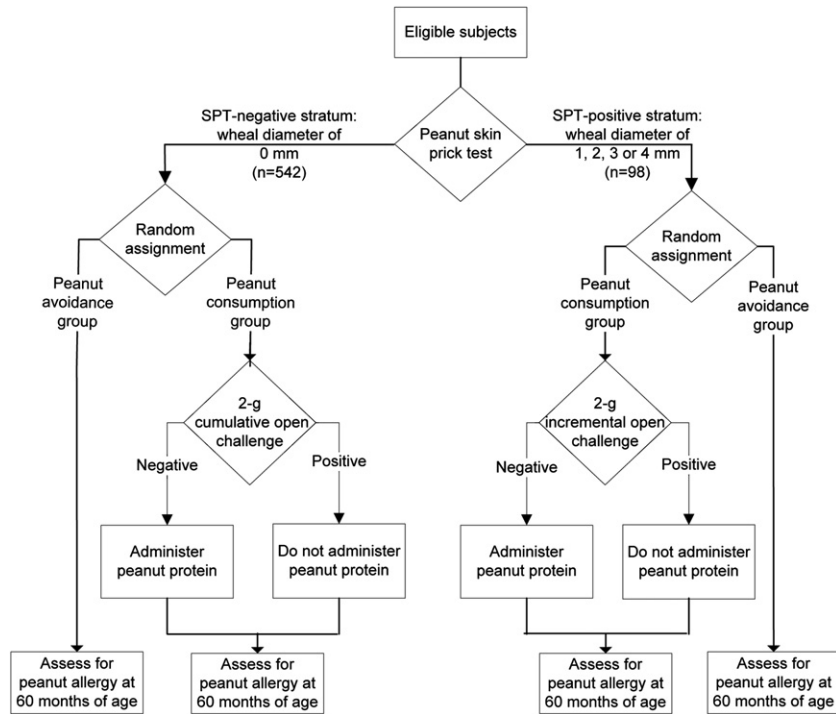 Eligible subjects
SPT-negative stratum:
wheal diameter of
0 mm
(n=542)
Peanut skin
prick test
SPT-positive stratum:
wheal diameter of
1, 2, 3 or 4 mm
(n=98)
Random
assignment
Random
assignment
Peanut
avoidance
group
Peanut
consumption
group
Peanut
consumption
group
Peanut
avoidance
group
2-g
cumulative open
challenge
2-g
incremental open
challenge
Negative
Positive
Negative
Positive
Administer
peanut protein
Do not administer
peanut protein
Administer
peanut protein
Do not administer
peanut protein
Assess for
peanut allergy at
60 months of age
Assess for
peanut allergy at
60 months of age
Assess for
peanut allergy at
60 months of age
Assess for
peanut allergy at
60 months of age